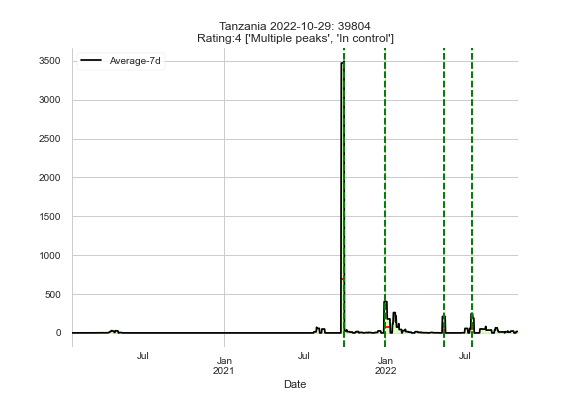 Tanzania 2022-10-29: 39804
Rating:4 ['Multiple peaks', 'In control']
Average-7d
3500
3000
2500
2000
1500
1000
500
0
Jul
Jan
2021
Jul
Jan
2022
Jul
Date